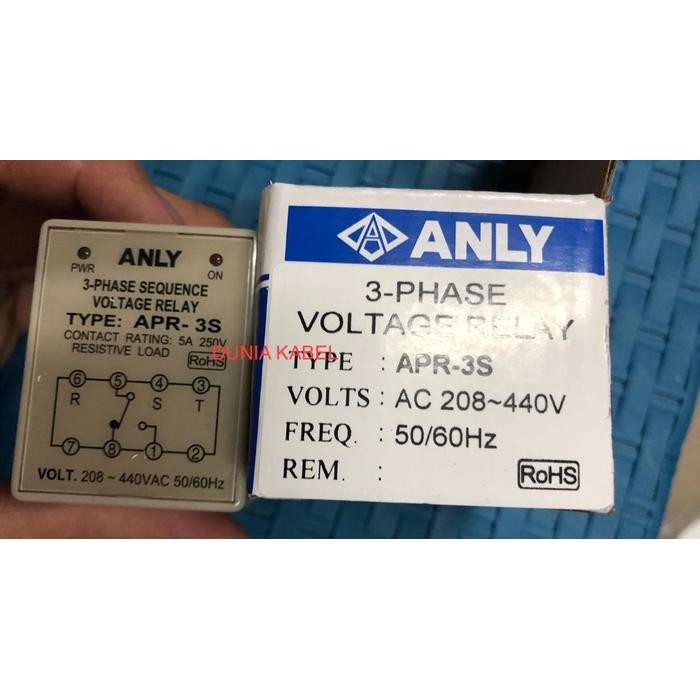 ANLY
PWR
ON
3-PHASE SEQUENCE
VOLTAGE RELAY
TYPE: APR-3S
CONTACT RATING: 5A 250V
RESISTIVE LOAD
RoHS
6 5 4 3
R S T
7 8 1 2
VOLT. 208 ~ 440VAC 50/60Hz
ANLY
3-PHASE
VOLTAGE RELAY
TYPE : APR-3S
VOLTS : AC 208~440V
FREQ. : 50/60Hz
REM. :
RoHS
DUNIA KABEL